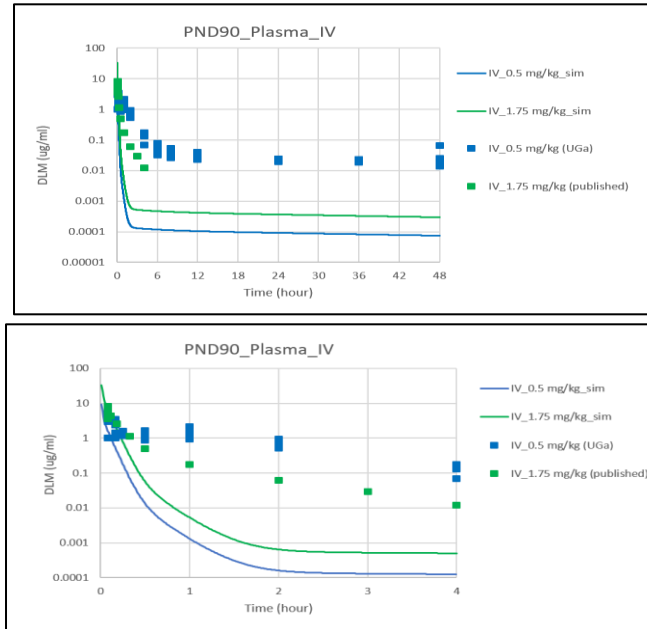 PND90_Plasma_IV
100
10
1
0.1
0.01
0.001
0.0001
0.00001
DLM (ug/ml)
0 6 12 18 24 30 36 42 48
Time (hour)
IV_0.5 mg/kg_sim
IV_1.75 mg/kg_sim
IV_0.5 mg/kg (UGa)
IV_1.75 mg/kg (published)
PND90_Plasma_IV
100
10
1
0.1
0.01
0.001
0.0001
DLM (ug/ml)
0 1 2 3 4
Time (hour)
IV_0.5 mg/kg_sim
IV_1.75 mg/kg_sim
IV_0.5 mg/kg (UGa)
IV_1.75 mg/kg (published)